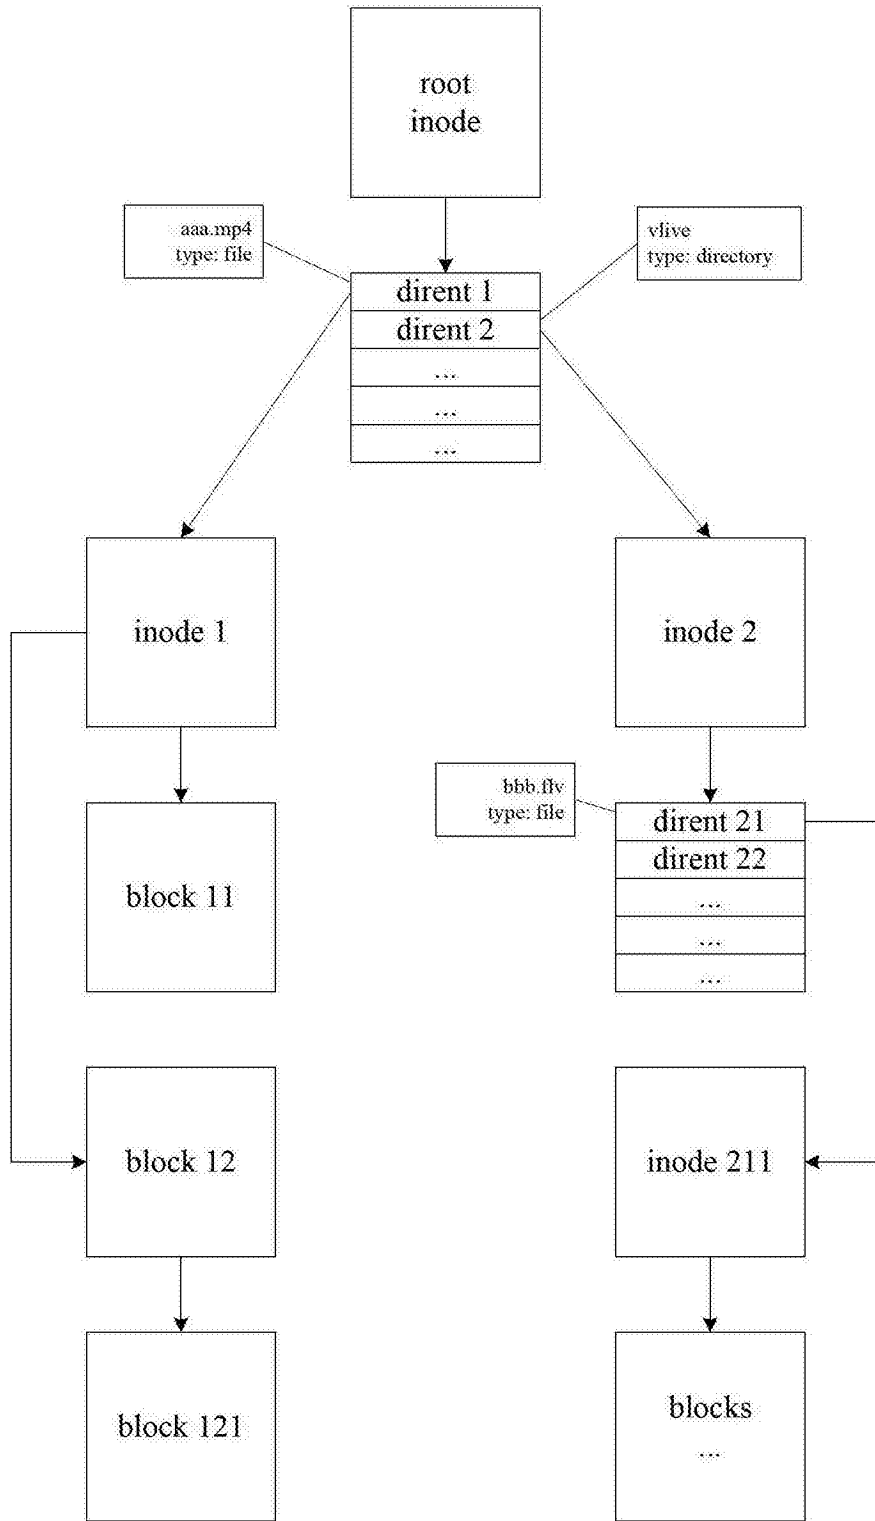 root
inode
aaa.mp4
type: file
vlive
type: directory
dirent 1
dirent 2
...
...
...
inode 1
inode 2
bbb.flv
type: file
dirent 21
dirent 22
...
...
...
block 11
block 12
inode 211
block 121
blocks
...